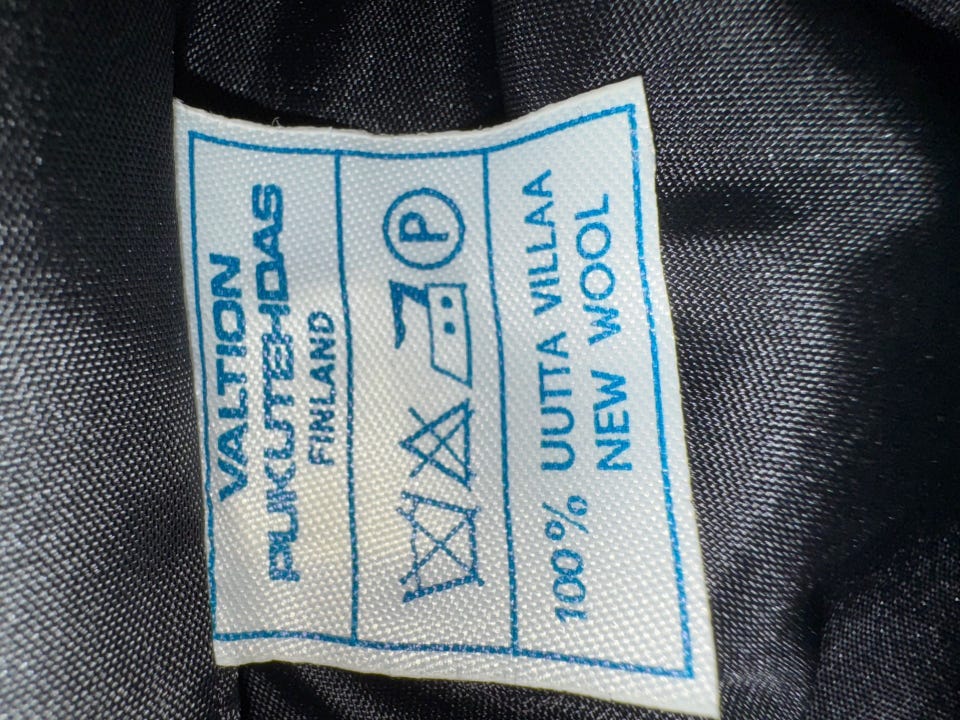 VALTION
PUKUTEHDAS
FINLAND
P
100% UUTTA VILLAA
NEW WOOL